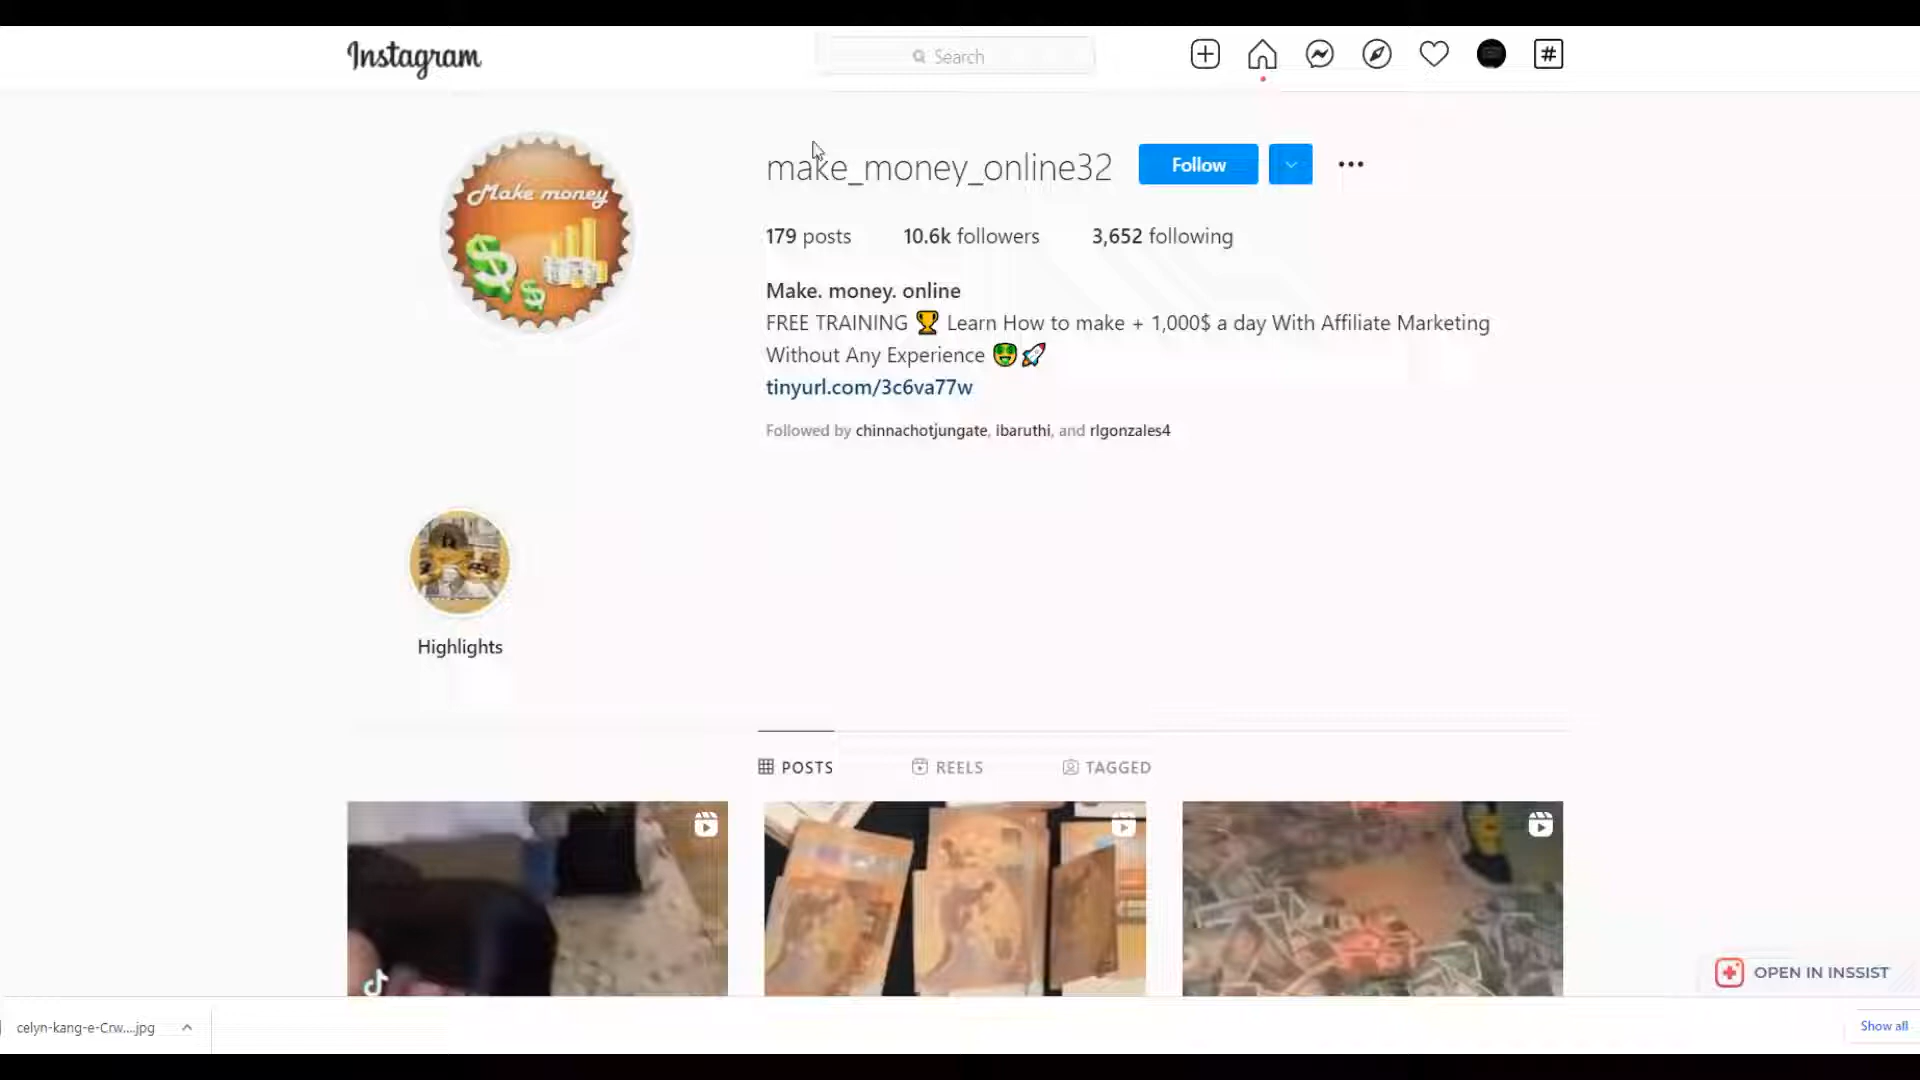 Instagram
Search
Make money
make_money_online32
Follow
179 posts
10.6k followers
3,652 following
Make. money. online
FREE TRAINING 🏆 Learn How to make + 1,000$ a day With Affiliate Marketing
Without Any Experience 🤑🚀
tinyurl.com/3c6va77w
Followed by chinnachotjungate, ibaruthi, and rlgonzales4
Highlights
POSTS
REELS
TAGGED
OPEN IN INSSIST
celyn-kang-e-Crw....jpg
Show all